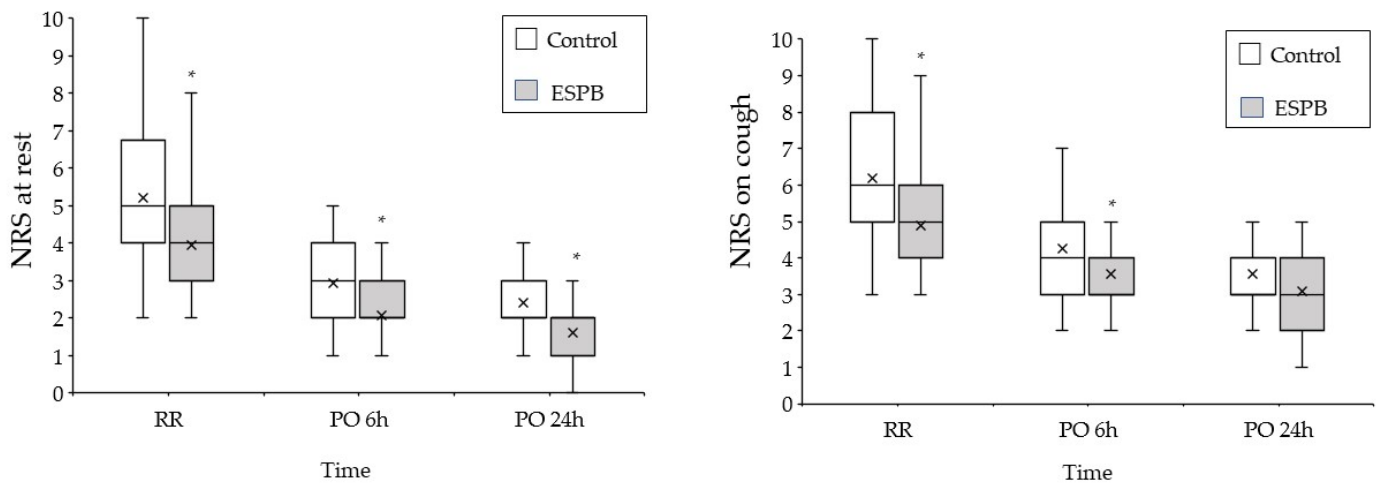 NRS at rest
10
9
8
7
6
5
4
3
2
1
0
Control
ESPB
*
*
*
RR
PO 6h
PO 24h
Time
NRS on cough
10
9
8
7
6
5
4
3
2
1
0
Control
ESPB
*
*
RR
PO 6h
PO 24h
Time